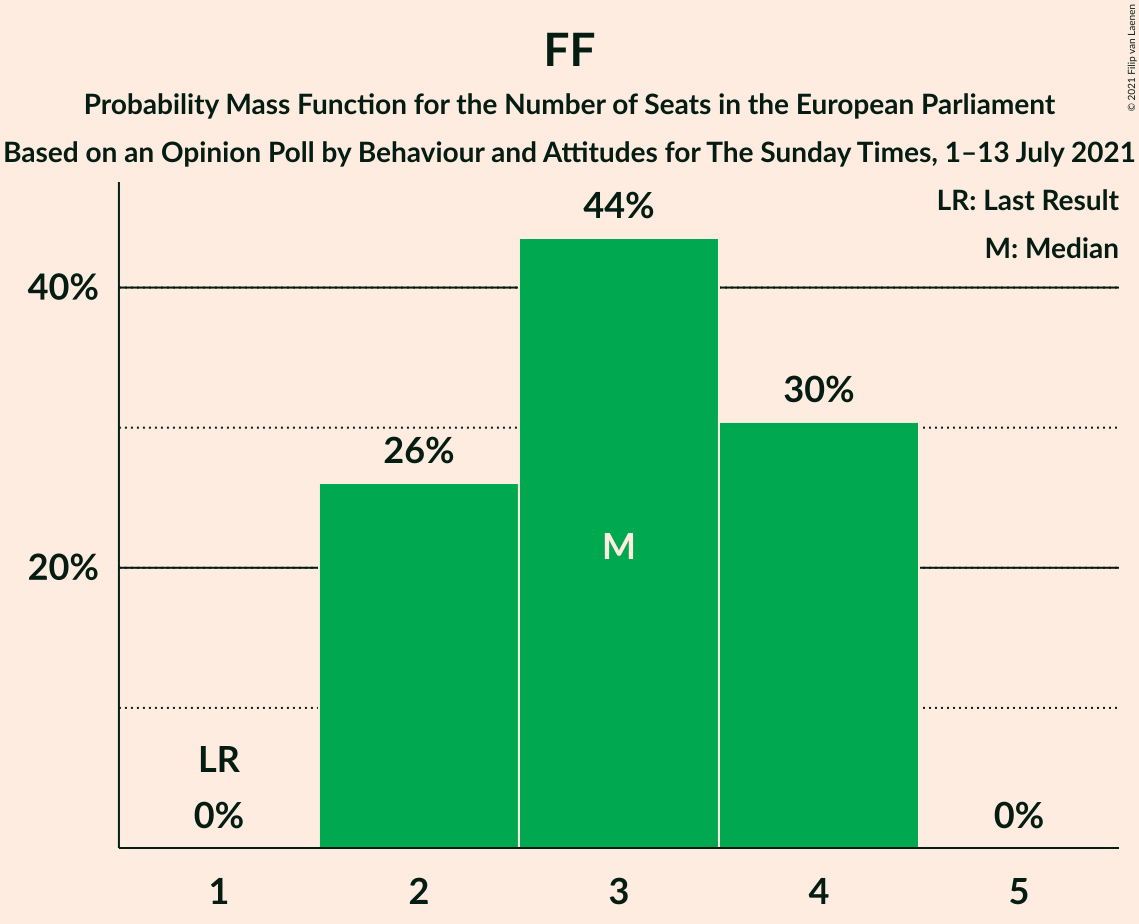 FF
Probability Mass Function for the Number of Seats in the European Parliament
Based on an Opinion Poll by Behaviour and Attitudes for The Sunday Times, 1–13 July 2021
© 2021 Filip van Laenen
LR: Last Result
M: Median
44%
40%
30%
26%
M
20%
LR
0%
0%
1 2 3 4 5